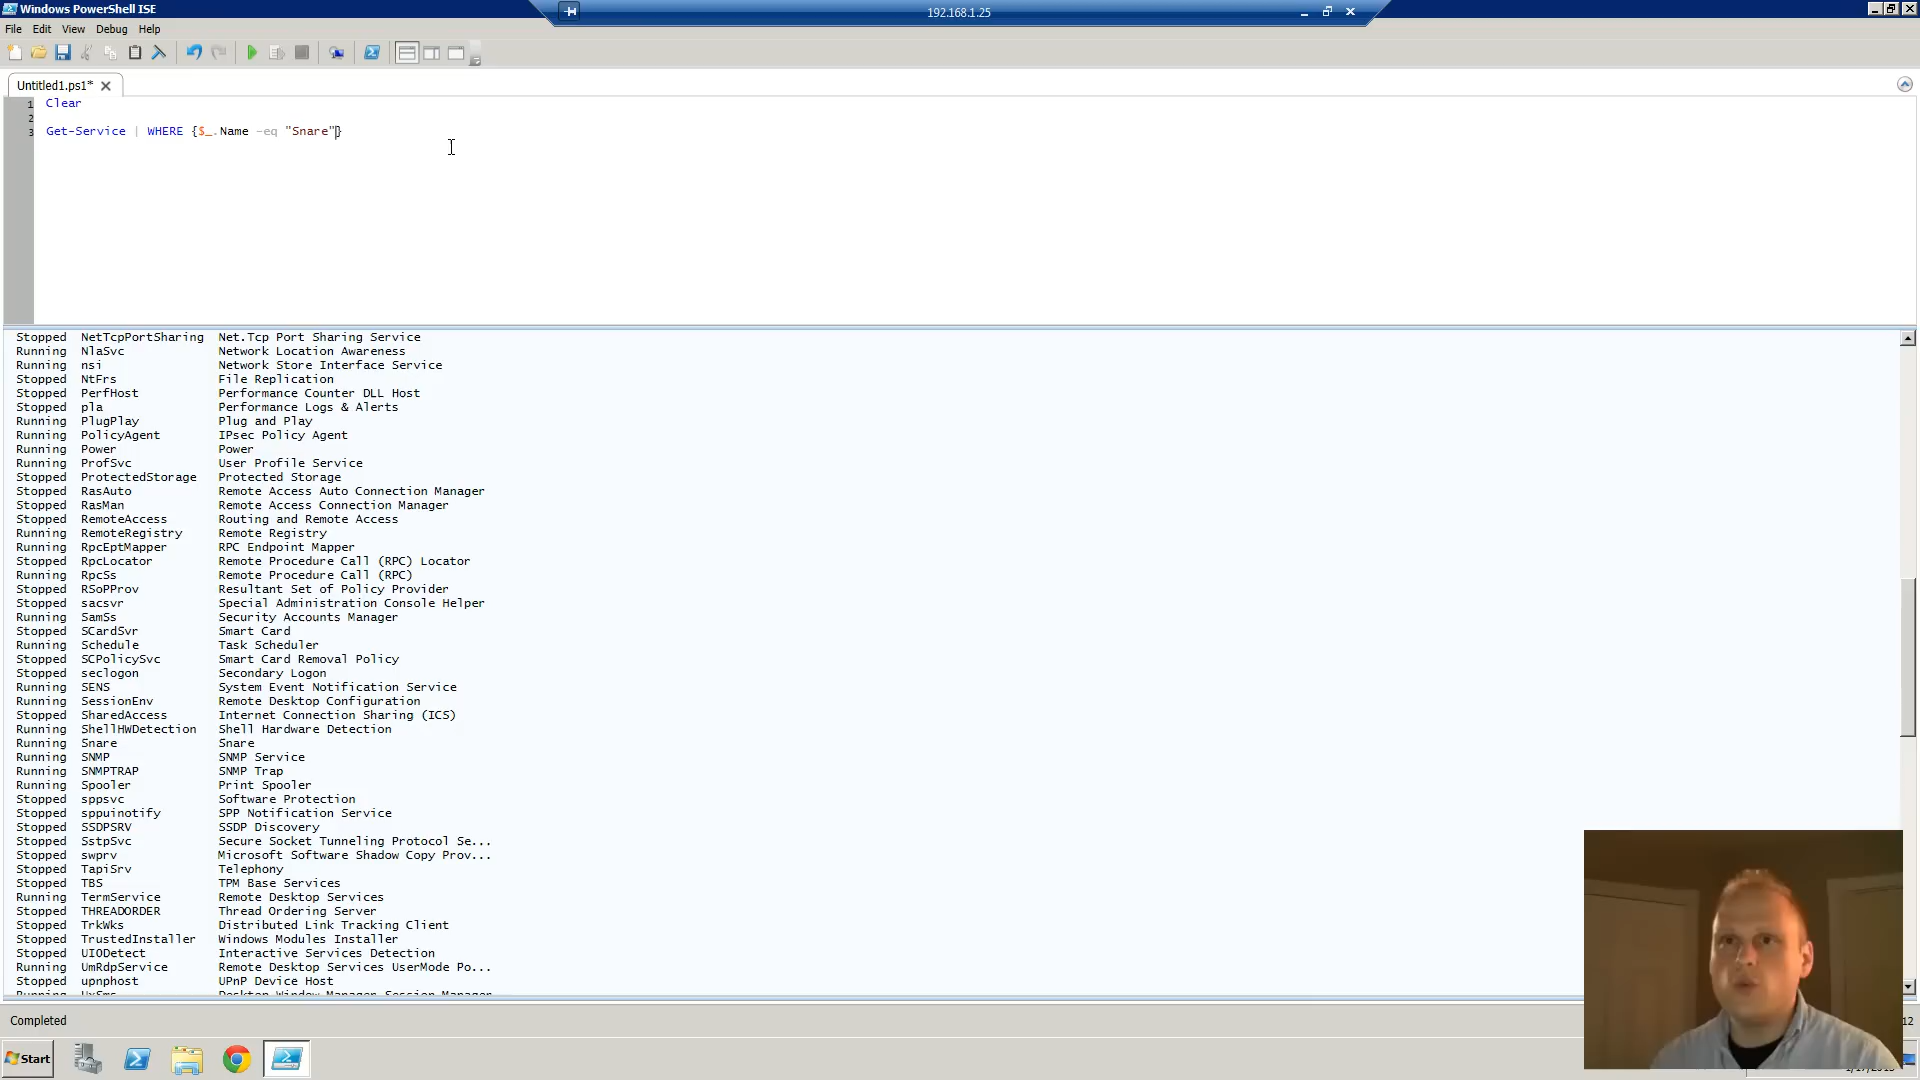 Windows PowerShell ISE
192.168.1.25
File Edit View Debug Help
Untitled1.ps1*
1 Clear
2
3 Get-Service | WHERE {$_.Name -eq "Snare"}
Stopped NetTcpPortSharing Net.Tcp Port Sharing Service
Running NlaSvc Network Location Awareness
Running nsi Network Store Interface Service
Stopped NtFrs File Replication
Stopped PerfHost Performance Counter DLL Host
Stopped pla Performance Logs & Alerts
Running PlugPlay Plug and Play
Running PolicyAgent IPsec Policy Agent
Running Power Power
Running ProfSvc User Profile Service
Stopped ProtectedStorage Protected Storage
Stopped RasAuto Remote Access Auto Connection Manager
Stopped RasMan Remote Access Connection Manager
Stopped RemoteAccess Routing and Remote Access
Running RemoteRegistry Remote Registry
Running RpcEptMapper RPC Endpoint Mapper
Stopped RpcLocator Remote Procedure Call (RPC) Locator
Running RpcSs Remote Procedure Call (RPC)
Stopped RSoPProv Resultant Set of Policy Provider
Stopped sacsvr Special Administration Console Helper
Running SamSs Security Accounts Manager
Stopped SCardSvr Smart Card
Running Schedule Task Scheduler
Stopped SCPolicySvc Smart Card Removal Policy
Stopped seclogon Secondary Logon
Running SENS System Event Notification Service
Running SessionEnv Remote Desktop Configuration
Stopped SharedAccess Internet Connection Sharing (ICS)
Running ShellHWDetection Shell Hardware Detection
Running Snare Snare
Running SNMP SNMP Service
Running SNMPTRAP SNMP Trap
Running Spooler Print Spooler
Stopped sppsvc Software Protection
Stopped sppuinotify SPP Notification Service
Stopped SSDPSRV SSDP Discovery
Stopped SstpSvc Secure Socket Tunneling Protocol Se...
Stopped swprv Microsoft Software Shadow Copy Prov...
Stopped TapiSrv Telephony
Stopped TBS TPM Base Services
Running TermService Remote Desktop Services
Stopped THREADORDER Thread Ordering Server
Stopped TrkWks Distributed Link Tracking Client
Stopped TrustedInstaller Windows Modules Installer
Stopped UI0Detect Interactive Services Detection
Running UmRdpService Remote Desktop Services UserMode Po...
Stopped upnphost UPnP Device Host
Running UxSms Desktop Window Manager Session Manager
Completed
12
Start